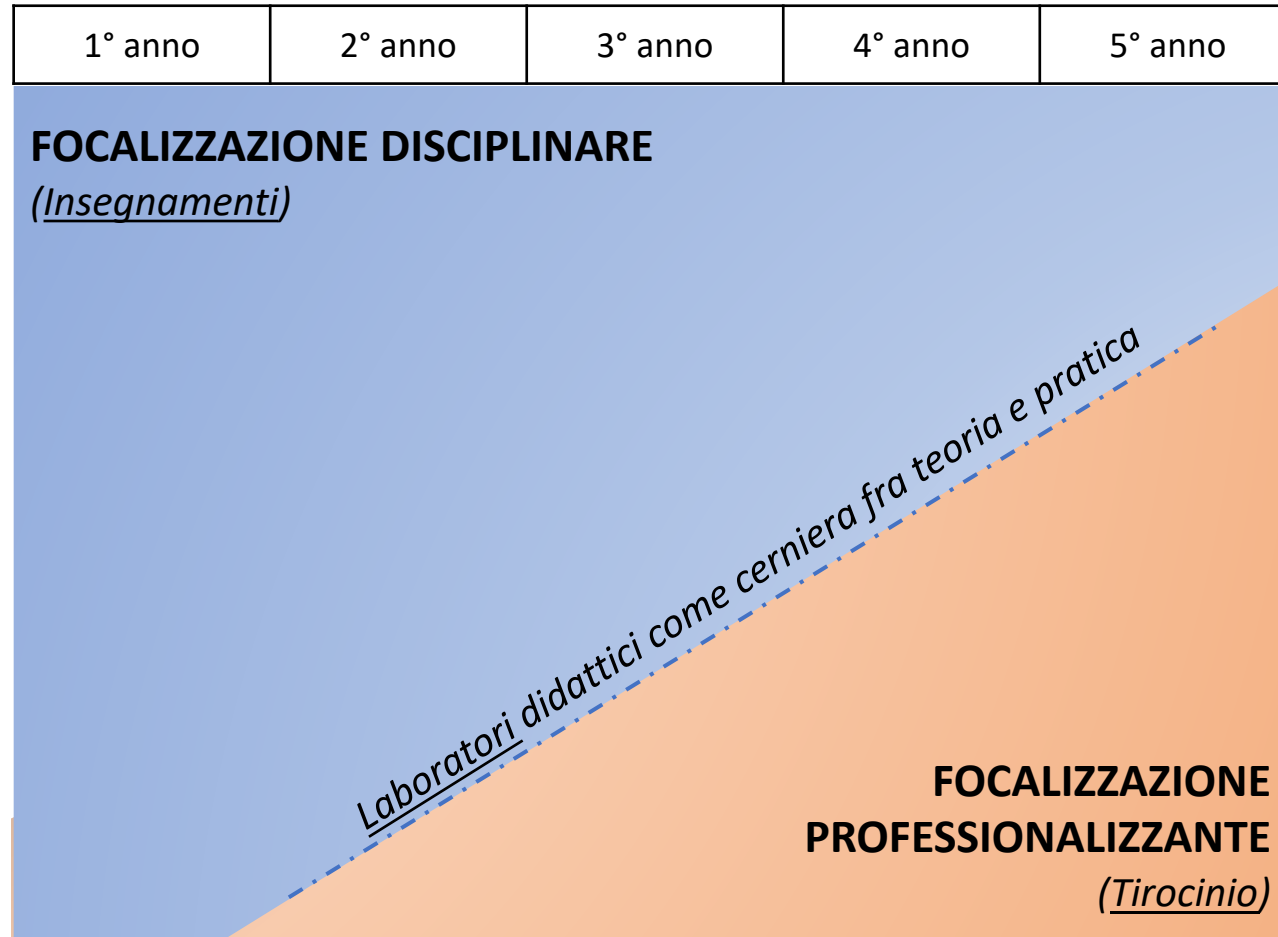 1° anno 2° anno 3° anno 4° anno 5° anno
FOCALIZZAZIONE DISCIPLINARE
(Insegnamenti)
Laboratori didattici come cerniera fra teoria e pratica
FOCALIZZAZIONE
PROFESSIONALIZZANTE
(Tirocinio)